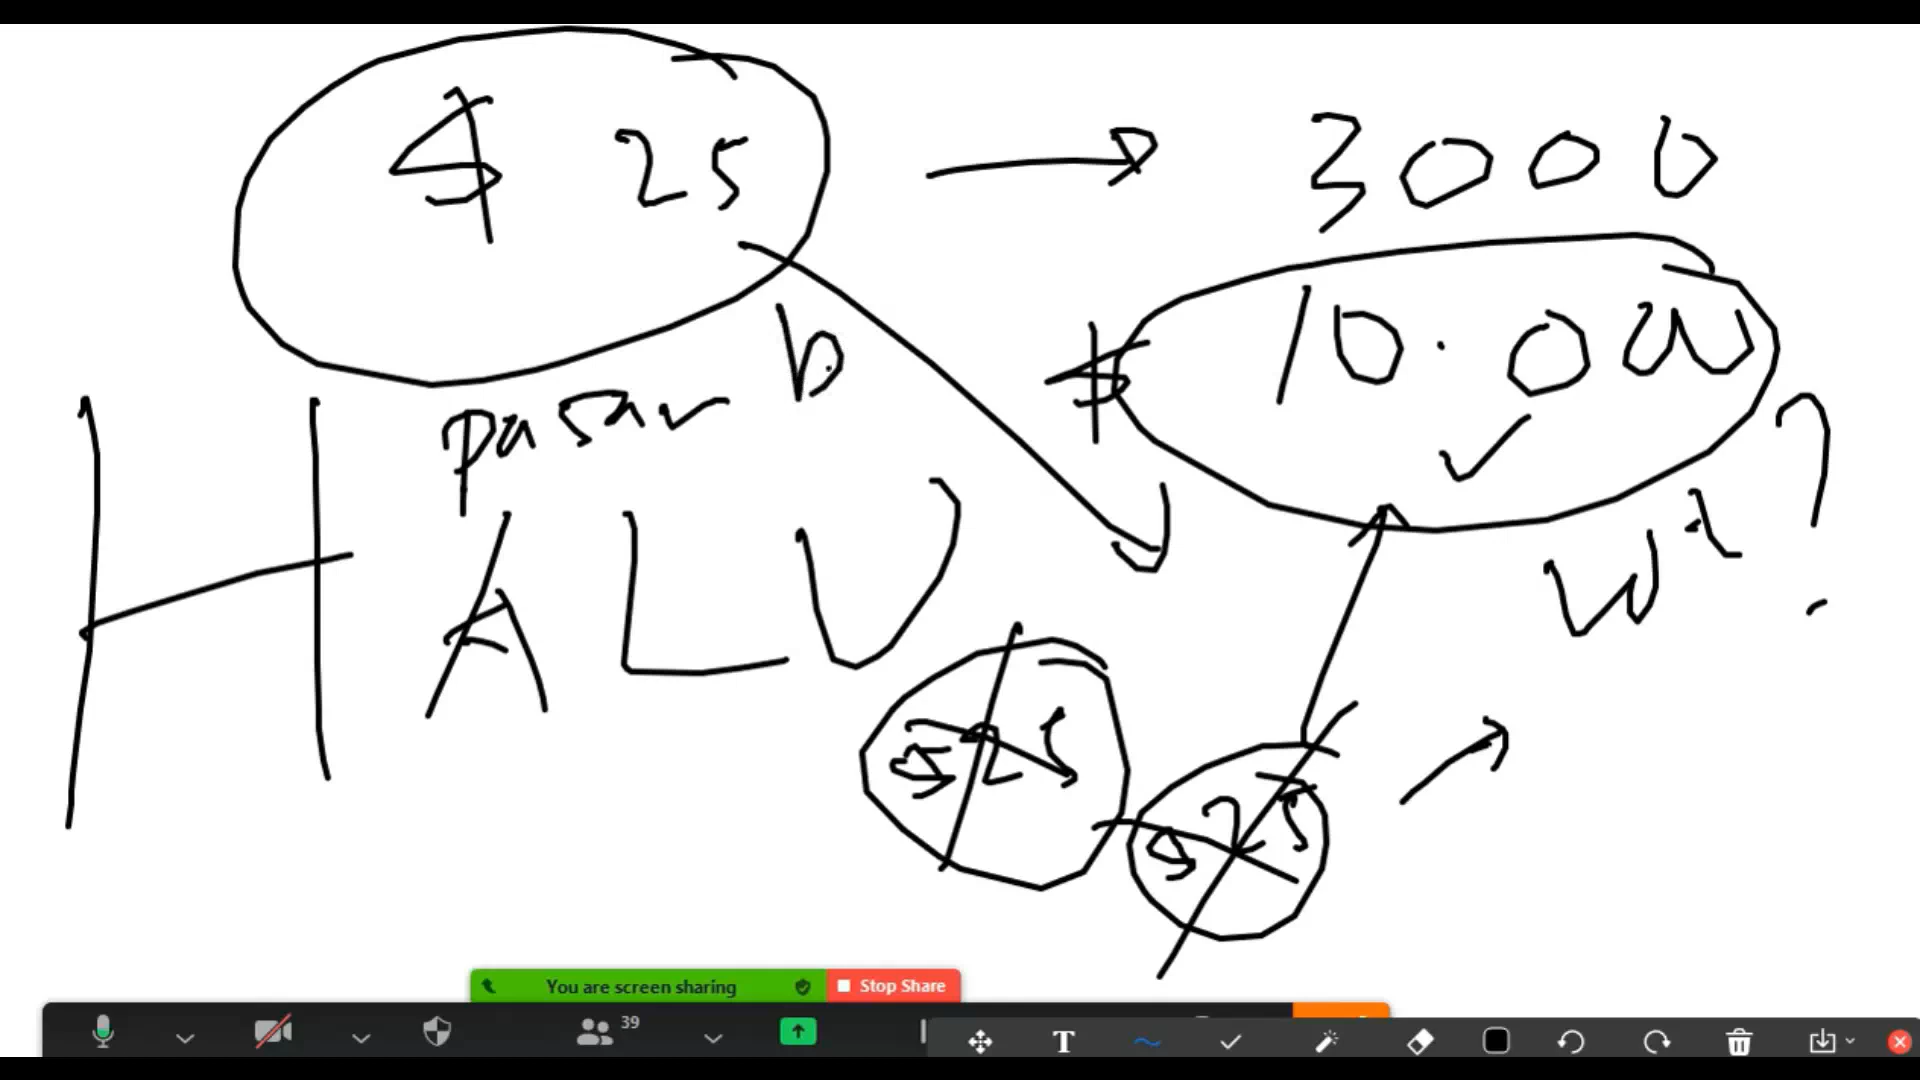 $ 25 → 3000
$ 10.000
pasar b
HALU
W ?
$ 25
$ 25
You are screen sharing
Stop Share
39
T